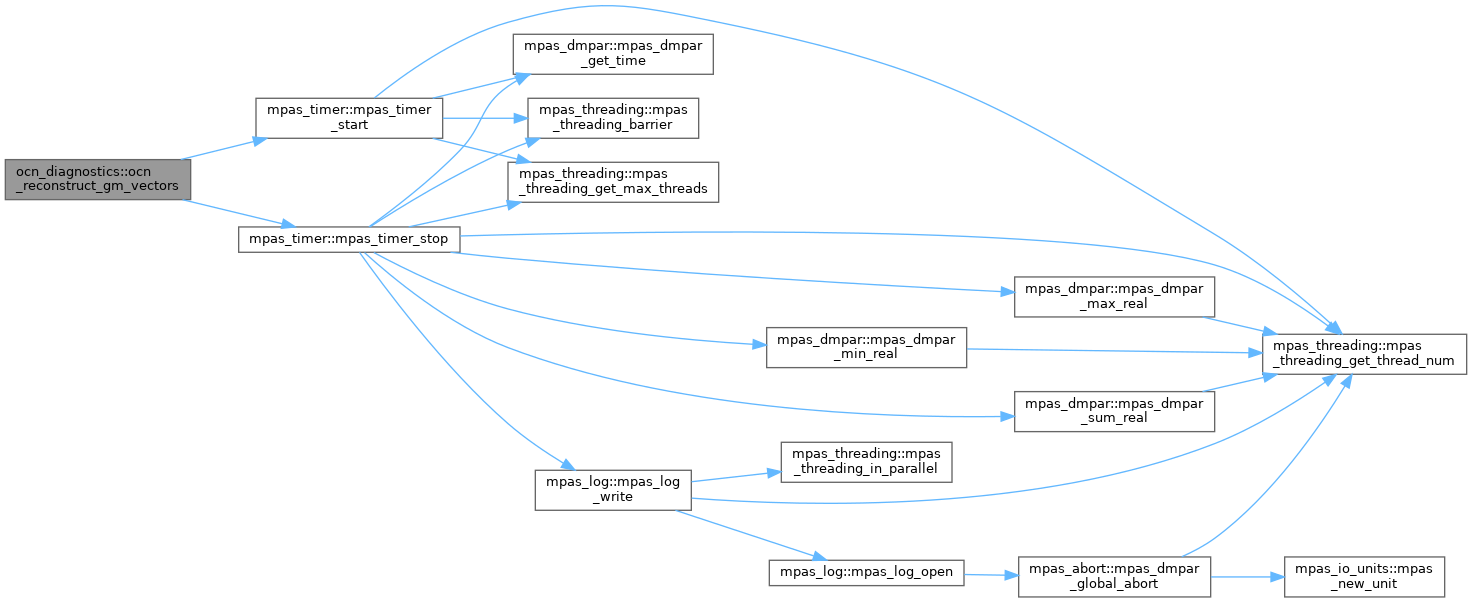 ocn_diagnostics::ocn
_reconstruct_gm_vectors
mpas_timer::mpas_timer
_start
mpas_dmpar::mpas_dmpar
_get_time
mpas_threading::mpas
_threading_barrier
mpas_threading::mpas
_threading_get_max_threads
mpas_timer::mpas_timer_stop
mpas_dmpar::mpas_dmpar
_max_real
mpas_dmpar::mpas_dmpar
_min_real
mpas_threading::mpas
_threading_get_thread_num
mpas_dmpar::mpas_dmpar
_sum_real
mpas_threading::mpas
_threading_in_parallel
mpas_log::mpas_log
_write
mpas_log::mpas_log_open
mpas_abort::mpas_dmpar
_global_abort
mpas_io_units::mpas
_new_unit